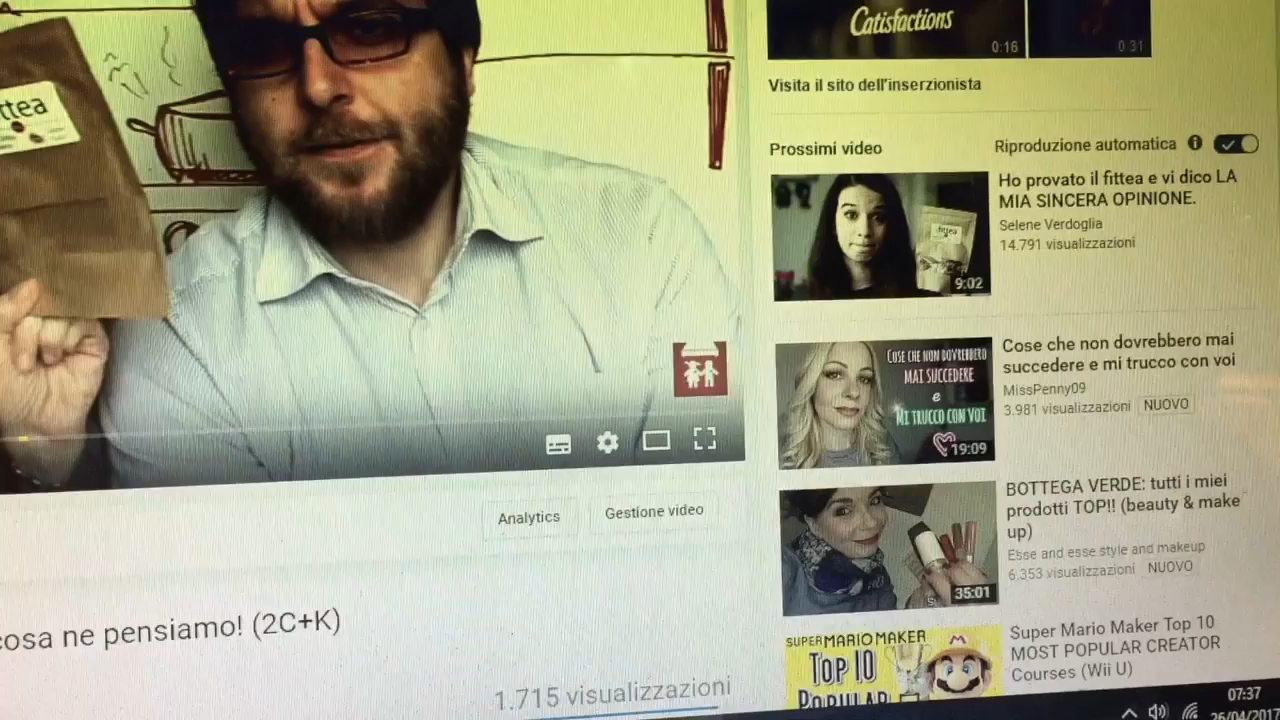 Catisfactions
0:16
0:31
Visita il sito dell'inserzionista
Prossimi video
Riproduzione automatica
Ho provato il fittea e vi dico LA
MIA SINCERA OPINIONE.
Selene Verdoglia
14.791 visualizzazioni
fittea
9:02
ttea
Cose che non dovrebbero mai
succedere e mi trucco con voi
MissPenny09
3.981 visualizzazioni NUOVO
COSE CHE NON DOVREBBERO
MAI SUCCEDERE
e
MI TRUCCO CON VOI
19:09
BOTTEGA VERDE: tutti i miei
prodotti TOP!! (beauty & make
up)
Esse and esse style and makeup
6.353 visualizzazioni NUOVO
35:01
Analytics
Gestione video
cosa ne pensiamo! (2C+K)
1.715 visualizzazioni
SUPER MARIO MAKER
TOP 10
POPULAR
Super Mario Maker Top 10
MOST POPULAR CREATOR
Courses (Wii U)
07:37
26/04/2017